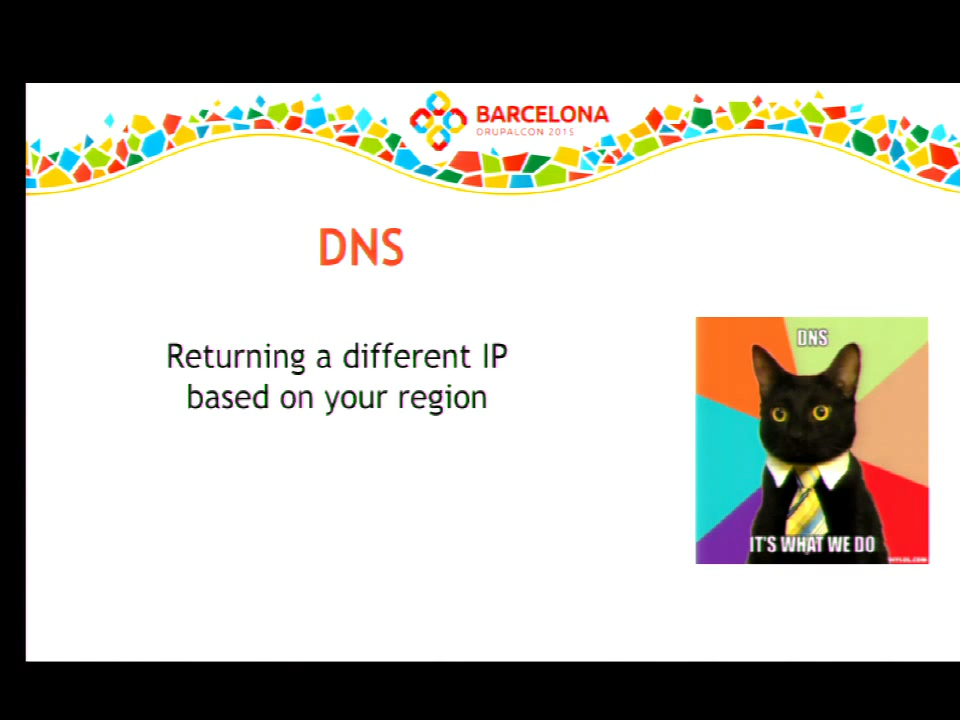 BARCELONA
DRUPALCON 2015
DNS
Returning a different IP
based on your region
DNS
IT'S WHAT WE DO